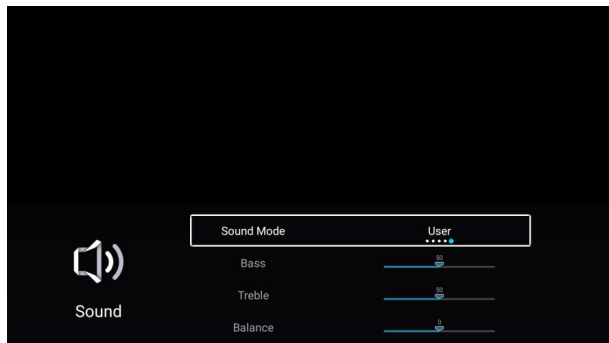 Sound Mode User
Bass 50
Treble 50
Sound
Balance 0